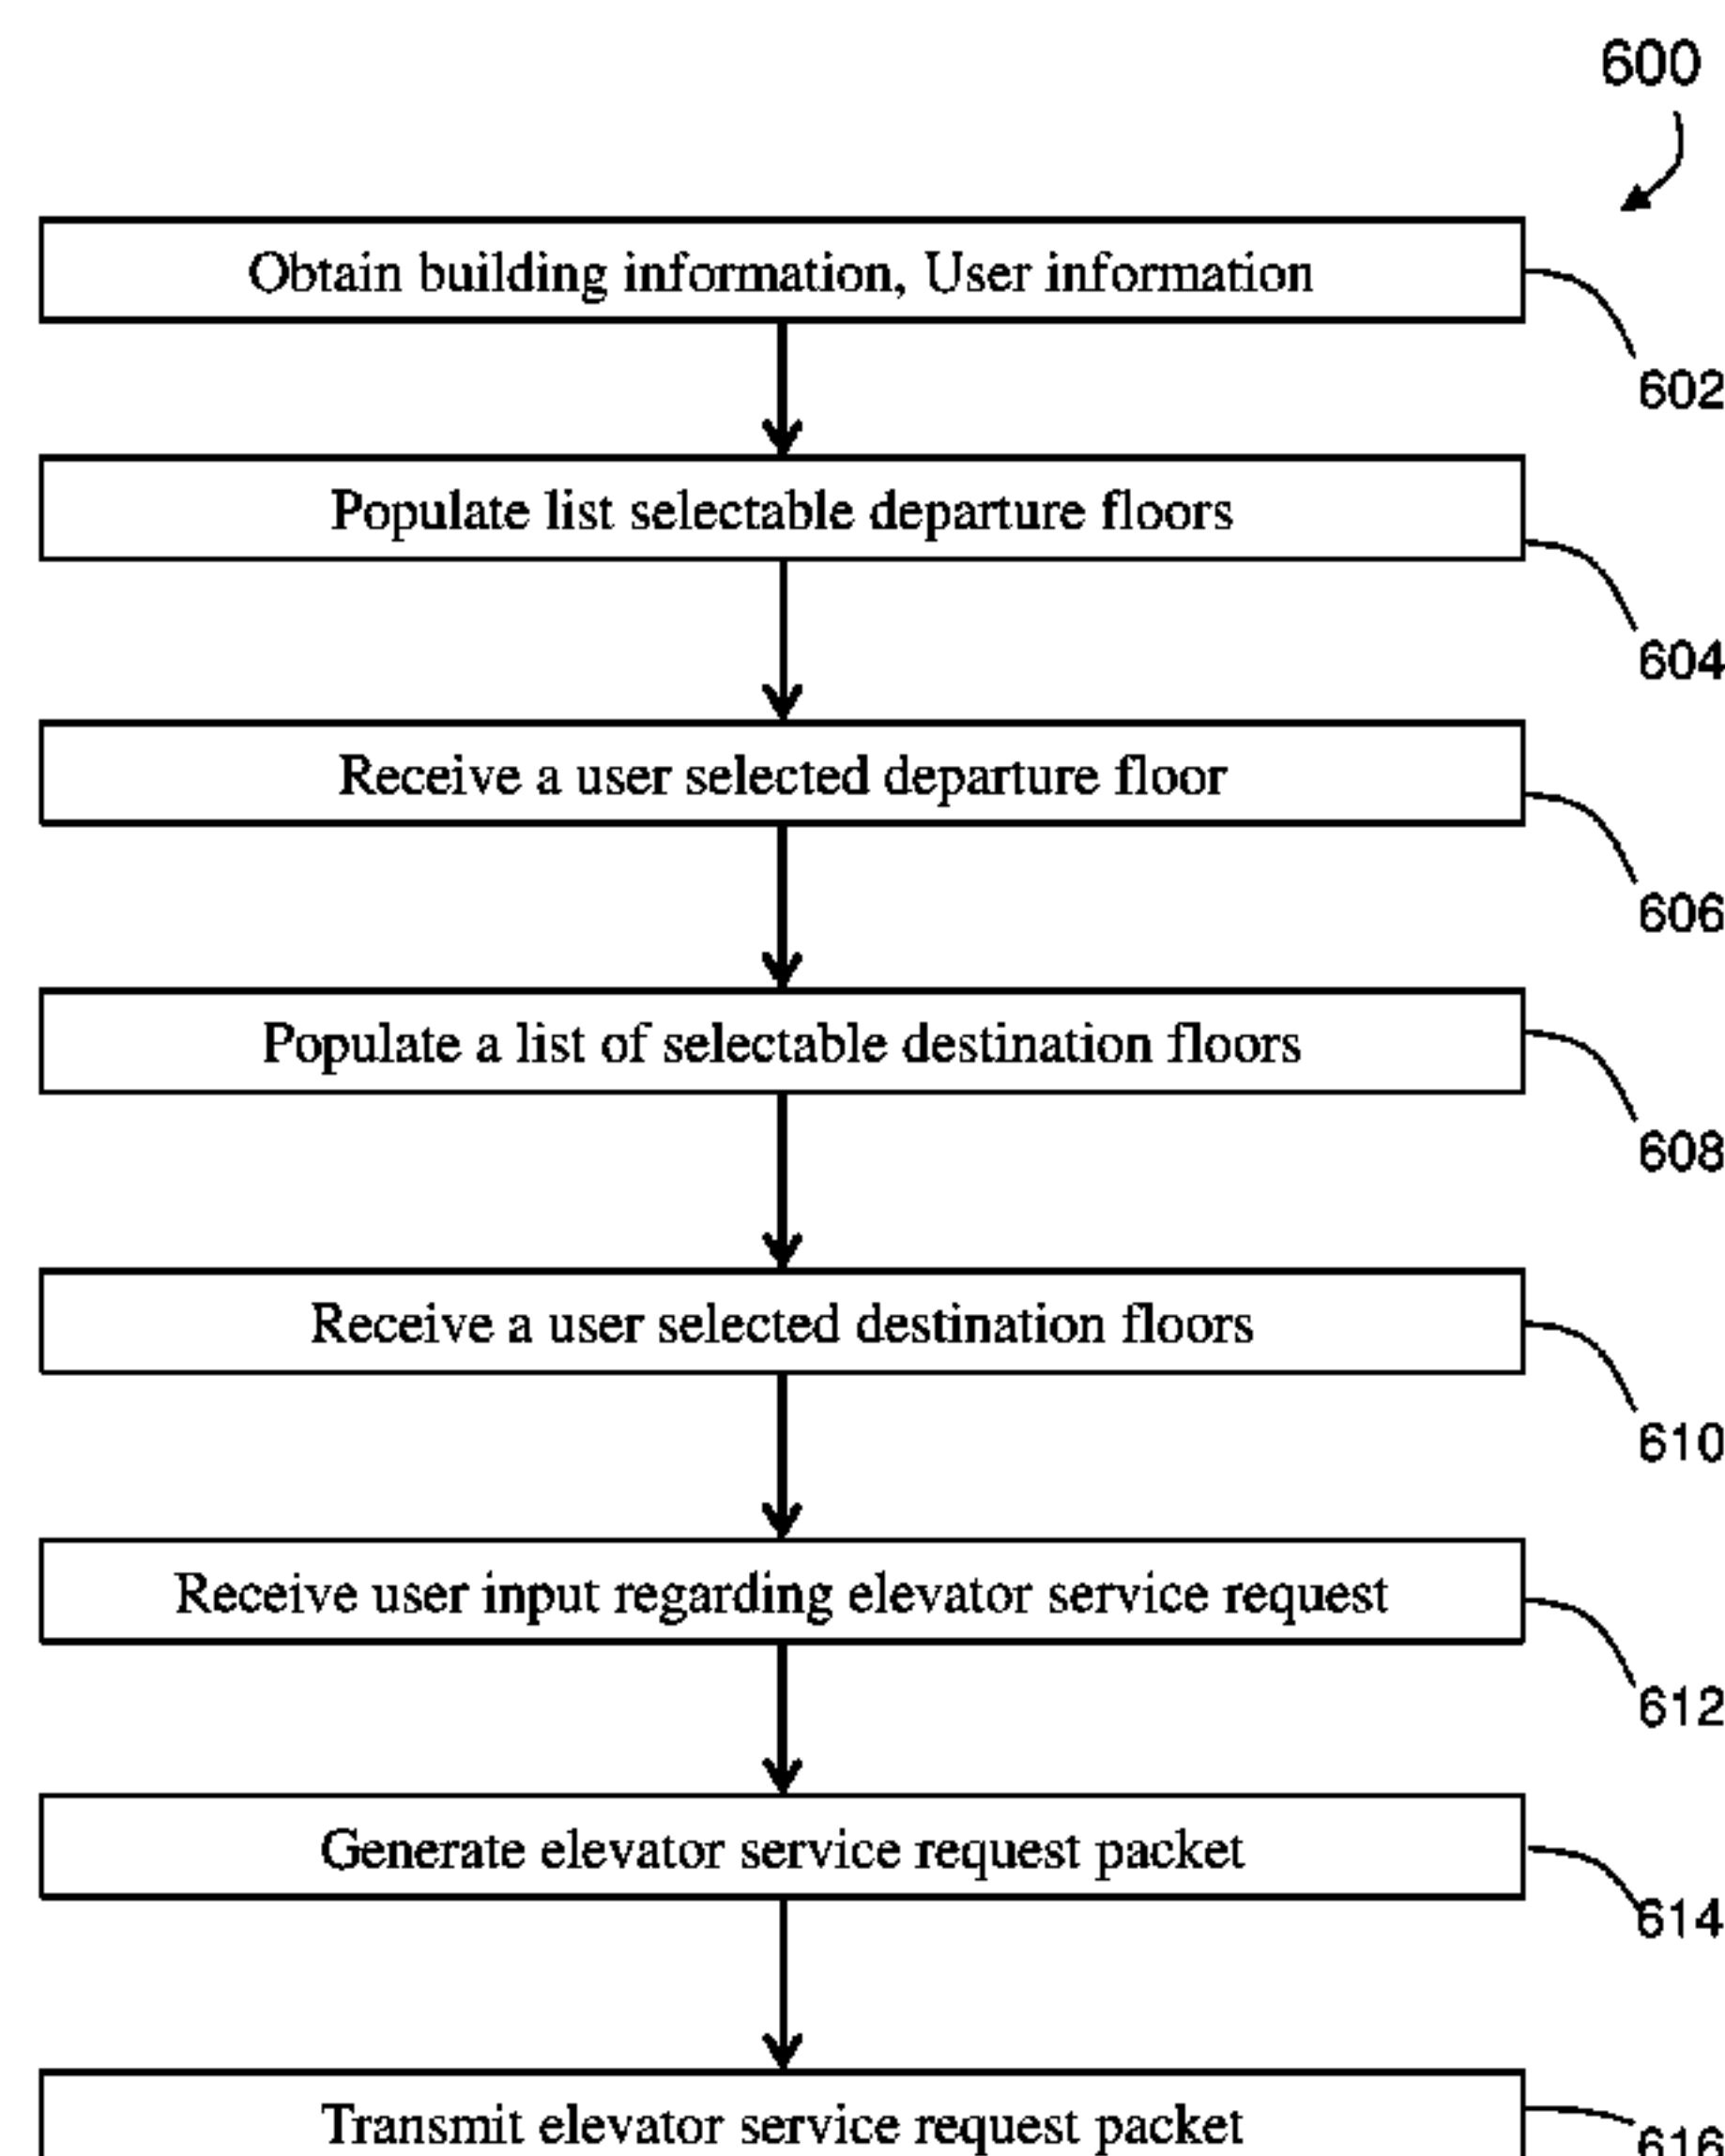 600
Obtain building information, User information
602
Populate list selectable departure floors
604
Receive a user selected departure floor
606
Populate a list of selectable destination floors
608
Receive a user selected destination floors
610
Receive user input regarding elevator service request
612
Generate elevator service request packet
614
Transmit elevator service request packet
616